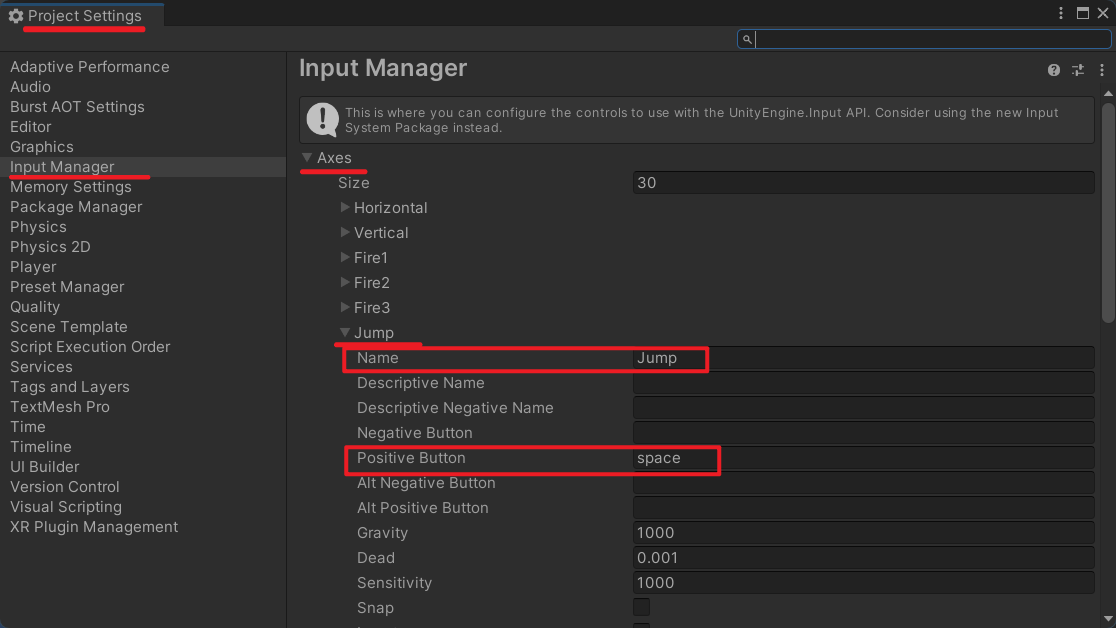 Project Settings
Adaptive Performance
Audio
Burst AOT Settings
Editor
Graphics
Input Manager
Memory Settings
Package Manager
Physics
Physics 2D
Player
Preset Manager
Quality
Scene Template
Script Execution Order
Services
Tags and Layers
TextMesh Pro
Time
Timeline
UI Builder
Version Control
Visual Scripting
XR Plugin Management
Input Manager
This is where you can configure the controls to use with the UnityEngine.Input API. Consider using the new Input
System Package instead.
Axes
Size 30
Horizontal
Vertical
Fire1
Fire2
Fire3
Jump
Name Jump
Descriptive Name
Descriptive Negative Name
Negative Button
Positive Button space
Alt Negative Button
Alt Positive Button
Gravity 1000
Dead 0.001
Sensitivity 1000
Snap